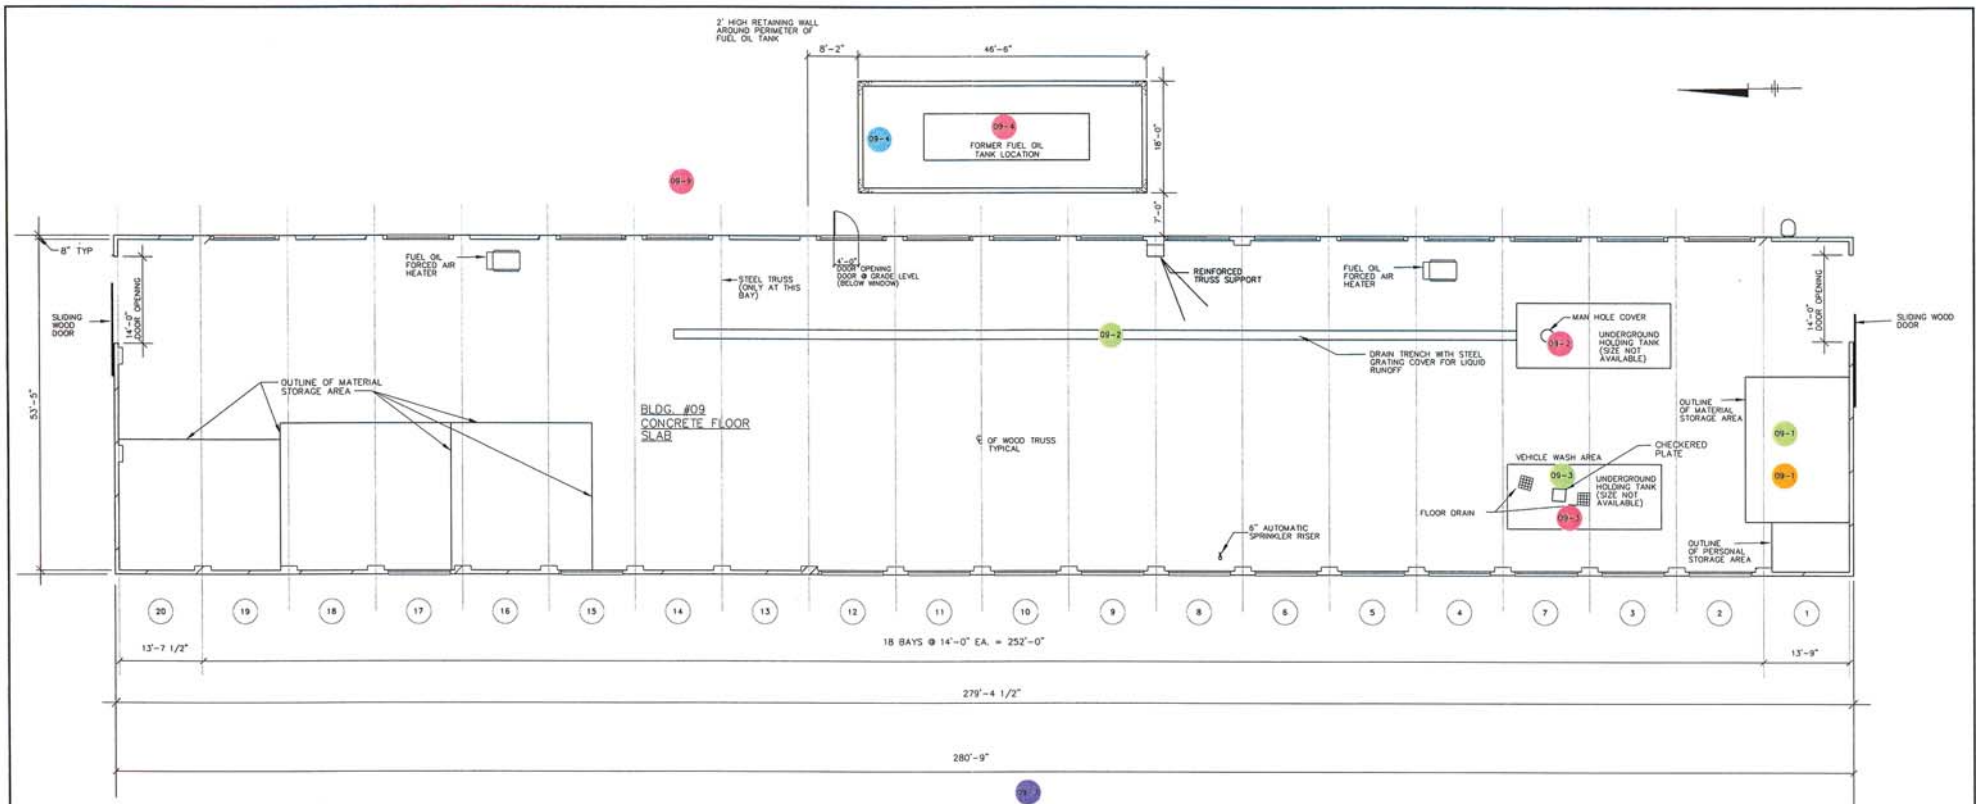 2' HIGH RETAINING WALL
AROUND PERIMETER OF
FUEL OIL TANK
8'-2"
46'-6"
09-4
09-4
FORMER FUEL OIL
TANK LOCATION
18'-0"
09-9
7'-0"
8" TYP
FUEL OIL
FORCED AIR
HEATER
STEEL TRUSS
(ONLY AT THIS
BAY)
4'-0"
DOOR OPENING
DOOR @ GRADE LEVEL
(BELOW WINDOW)
REINFORCED
TRUSS SUPPORT
FUEL OIL
FORCED AIR
HEATER
14'-0"
DOOR OPENING
14'-0"
DOOR OPENING
SLIDING
WOOD
DOOR
SLIDING WOOD
DOOR
09-2
MAN HOLE COVER
09-2
UNDERGROUND
HOLDING TANK
(SIZE NOT
AVAILABLE)
DRAIN TRENCH WITH STEEL
GRATING COVER FOR LIQUID
RUNOFF
53'-5"
OUTLINE OF MATERIAL
STORAGE AREA
BLDG. #09
CONCRETE FLOOR
SLAB
℄ OF WOOD TRUSS
TYPICAL
OUTLINE
OF MATERIAL
STORAGE AREA
09-1
09-1
CHECKERED
PLATE
VEHICLE WASH AREA
09-3
UNDERGROUND
HOLDING TANK
(SIZE NOT
AVAILABLE)
FLOOR DRAIN
09-3
6" AUTOMATIC
SPRINKLER RISER
OUTLINE
OF PERSONAL
STORAGE AREA
20 19 18 17 16 15 14 13 12 11 10 9 8 6 5 4 7 3 2 1
13'-7 1/2"
18 BAYS @ 14'-0" EA. = 252'-0"
13'-9"
279'-4 1/2"
280'-9"